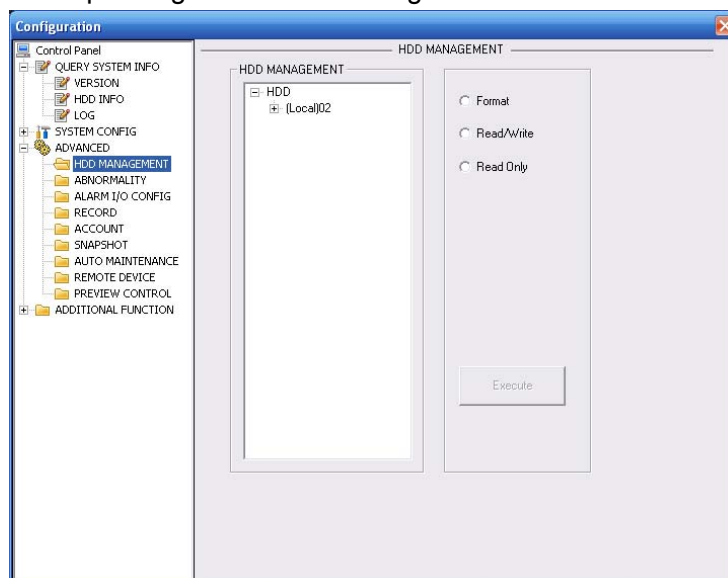 Configuration
Control Panel
QUERY SYSTEM INFO
VERSION
HDD INFO
LOG
SYSTEM CONFIG
ADVANCED
HDD MANAGEMENT
ABNORMALITY
ALARM I/O CONFIG
RECORD
ACCOUNT
SNAPSHOT
AUTO MAINTENANCE
REMOTE DEVICE
PREVIEW CONTROL
ADDITIONAL FUNCTION
HDD MANAGEMENT
HDD MANAGEMENT
HDD
(Local)02
Format
Read/Write
Read Only
Execute